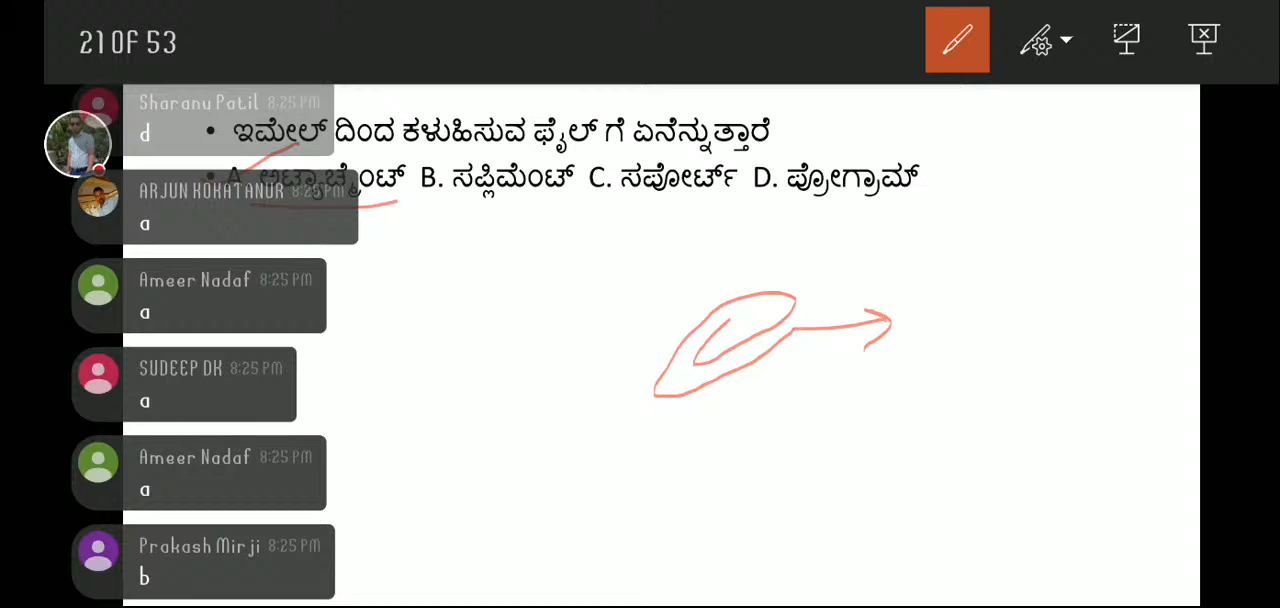 21 OF 53
Sharanu Patil 8:25 PM
d
• ಇಮೇಲ್ ದಿಂದ ಕಳುಹಿಸುವ ಫೈಲ್ ಗೆ ಏನೆನ್ನುತ್ತಾರೆ
• A. ಅಟ್ಯಾಚ್ಮೆಂಟ್ B. ಸಪ್ಲಿಮೆಂಟ್ C. ಸಪೋರ್ಟ್ D. ಪ್ರೋಗ್ರಾಮ್
ARJUN KOKATANUR 8:25 PM
a
Ameer Nadaf 8:25 PM
a
SUDEEP DK 8:25 PM
a
Ameer Nadaf 8:25 PM
a
Prakash Mirji 8:25 PM
b